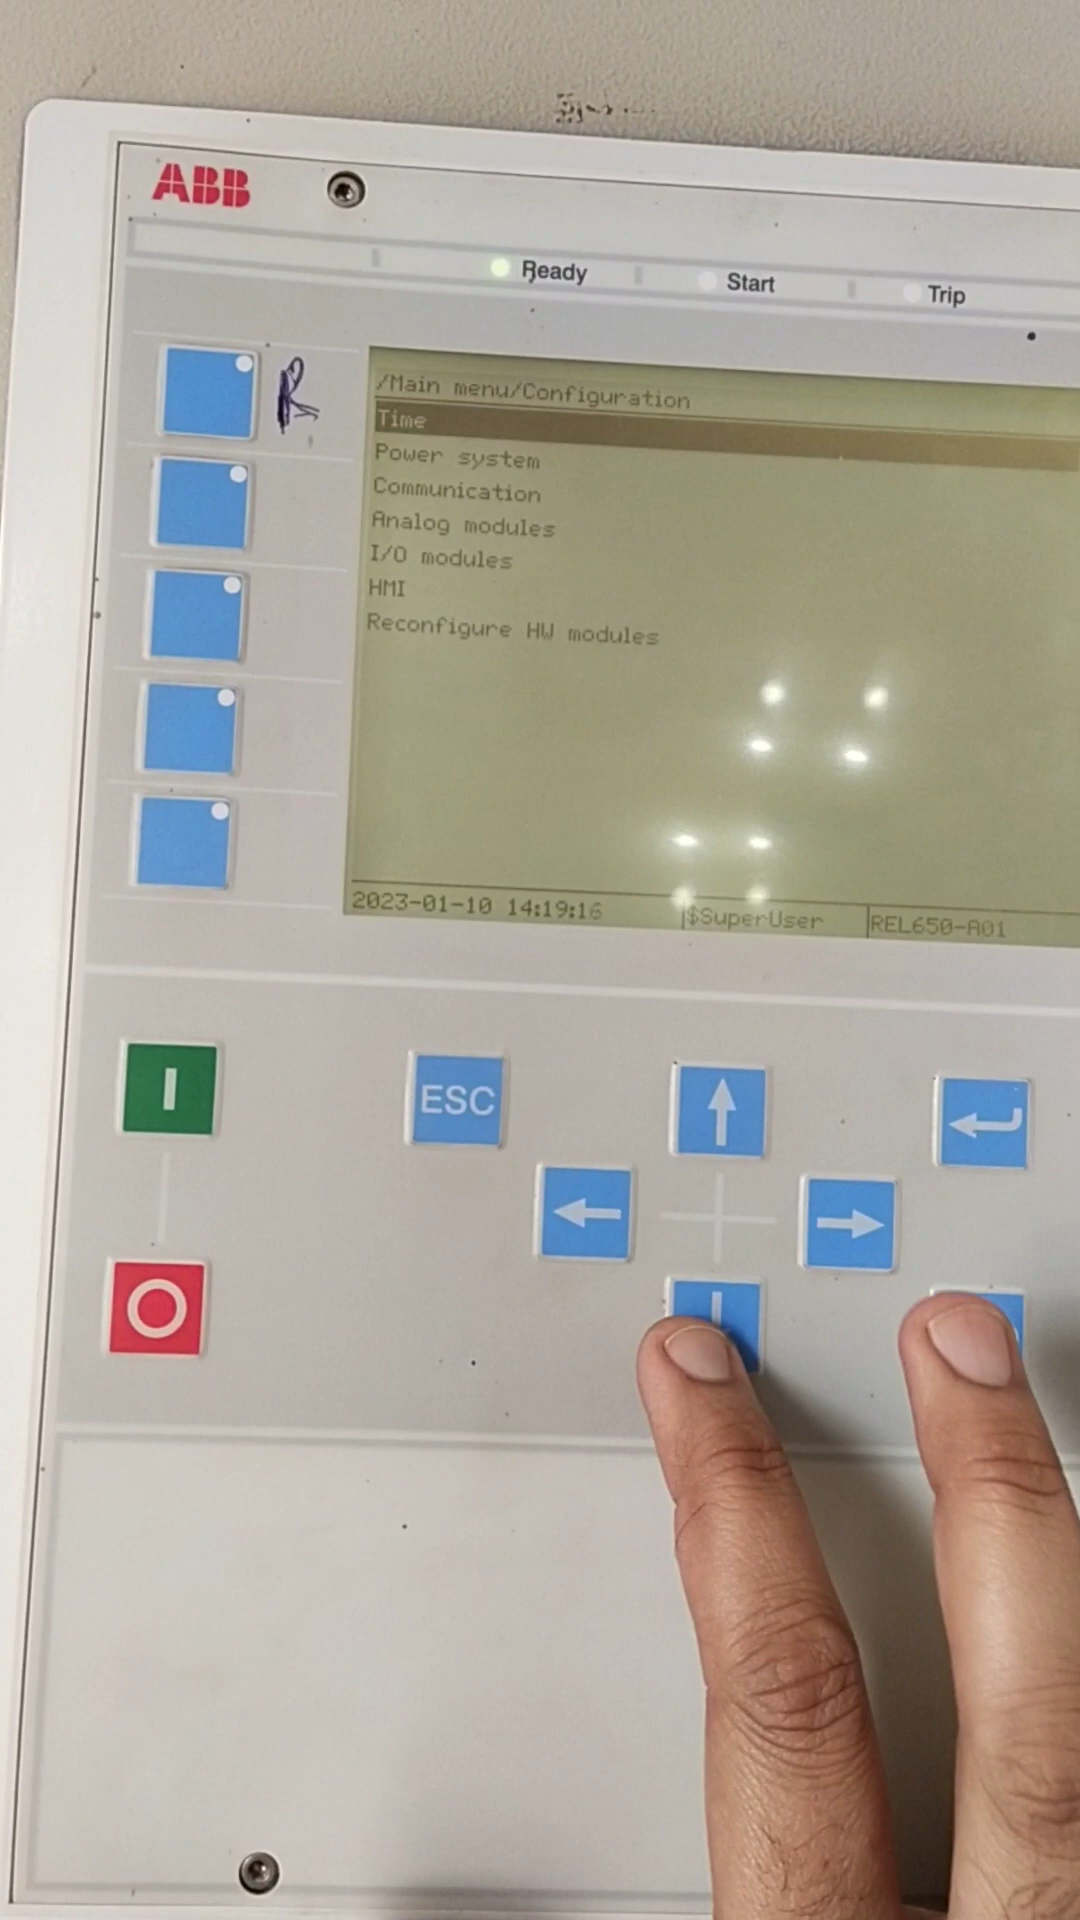 ABB
Ready
Start
Trip
R
/Main menu/Configuration
Time
Power system
Communication
Analog modules
I/O modules
HMI
Reconfigure HW modules
2023-01-10 14:19:16
$SuperUser
REL650-A01
I
ESC
O